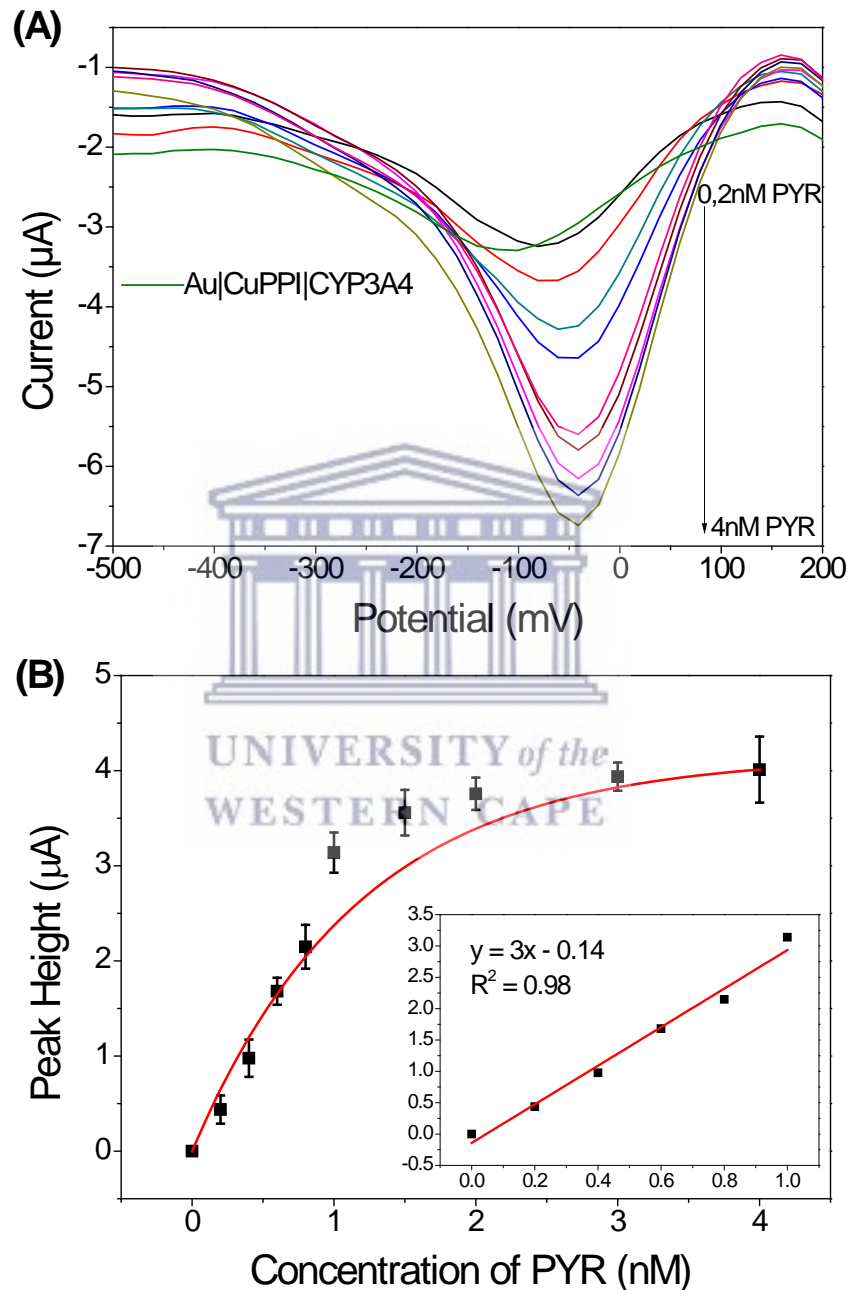 (A)
-1
-2
-3
-4
-5
-6
-7
Current (µA)
0,2nM PYR
Au|CuPPI|CYP3A4
4nM PYR
-500 -400 -300 -200 -100 0 100 200
Potential (mV)
(B)
UNIVERSITY of the
WESTERN CAPE
5
4
3
2
1
0
Peak Height (µA)
y = 3x - 0.14
R² = 0.98
3.5
3.0
2.5
2.0
1.5
1.0
0.5
0.0
-0.5
0.0 0.2 0.4 0.6 0.8 1.0
0 1 2 3 4
Concentration of PYR (nM)